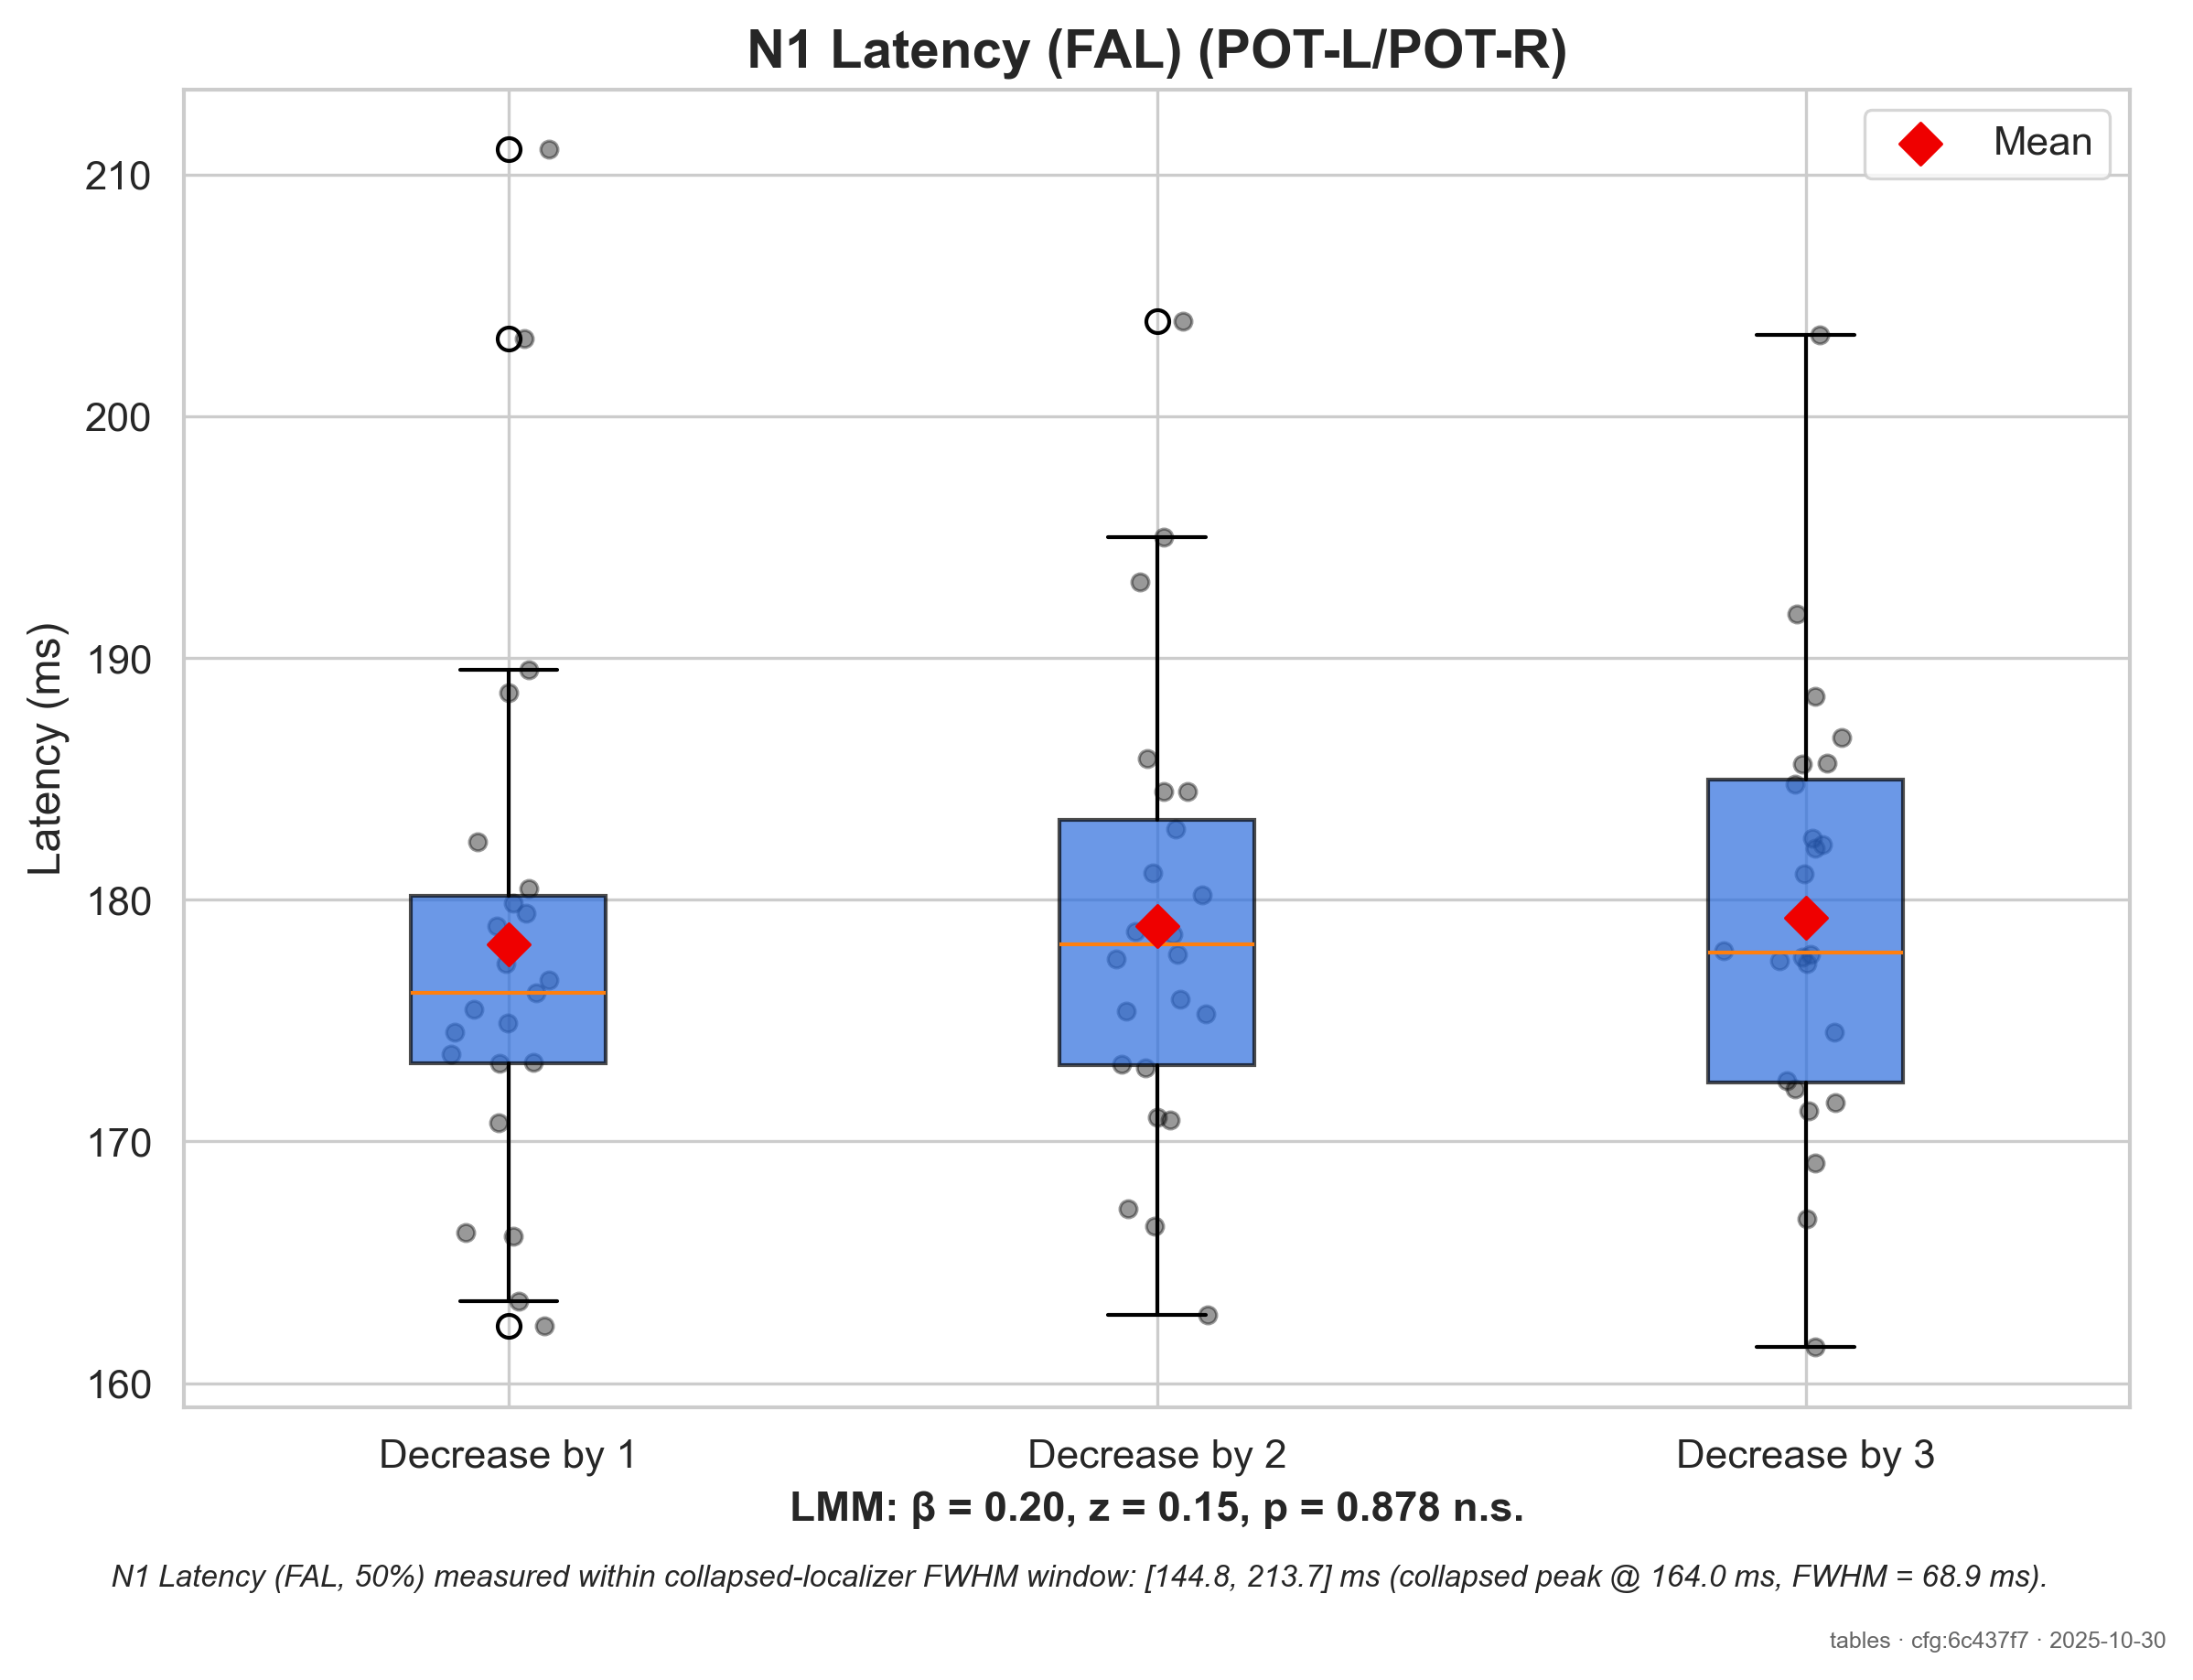 N1 Latency (FAL) (POT-L/POT-R)
Mean
Latency (ms)
210
200
190
180
170
160
Decrease by 1
Decrease by 2
Decrease by 3
LMM: β = 0.20, z = 0.15, p = 0.878 n.s.
N1 Latency (FAL, 50%) measured within collapsed-localizer FWHM window: [144.8, 213.7] ms (collapsed peak @ 164.0 ms, FWHM = 68.9 ms).
tables · cfg:6c437f7 · 2025-10-30